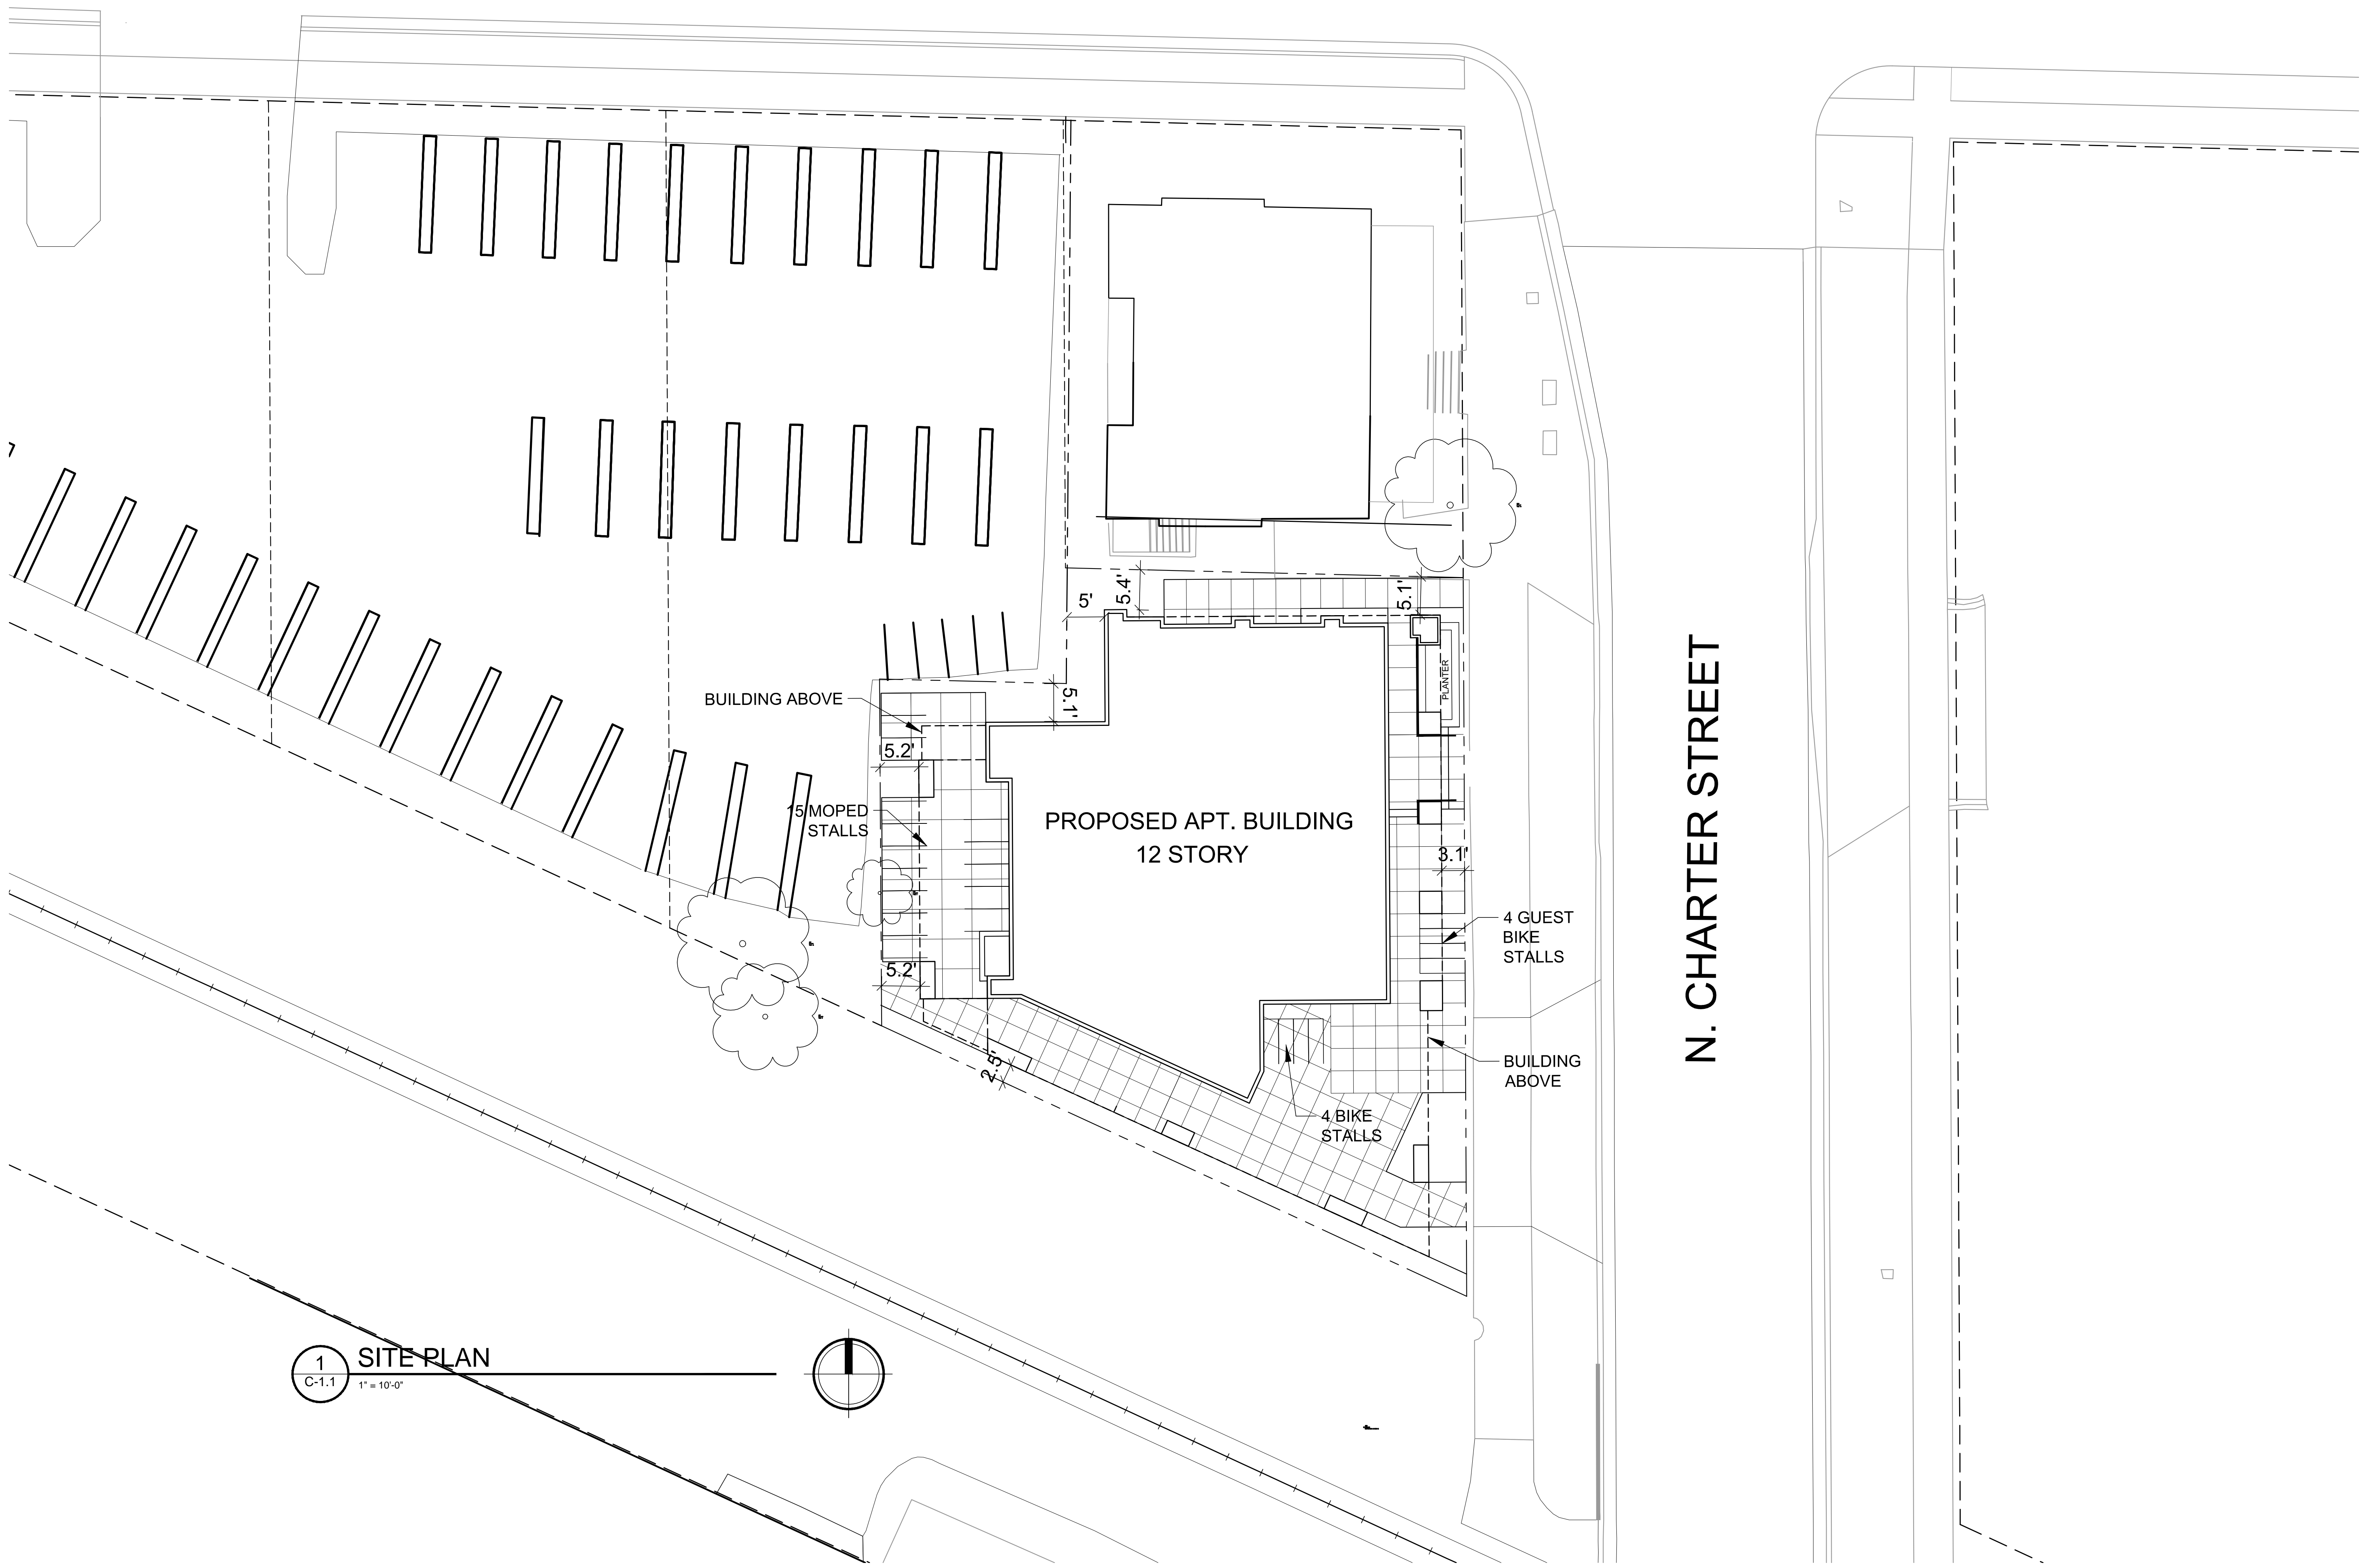 5.4'
5'
5.1'
PLANTER
BUILDING ABOVE
5.1'
5.2'
15 MOPED
STALLS
PROPOSED APT. BUILDING
12 STORY
3.1'
N. CHARTER STREET
4 GUEST
BIKE
STALLS
5.2'
2.5'
BUILDING
ABOVE
4 BIKE
STALLS
1
C-1.1
SITE PLAN
1" = 10'-0"